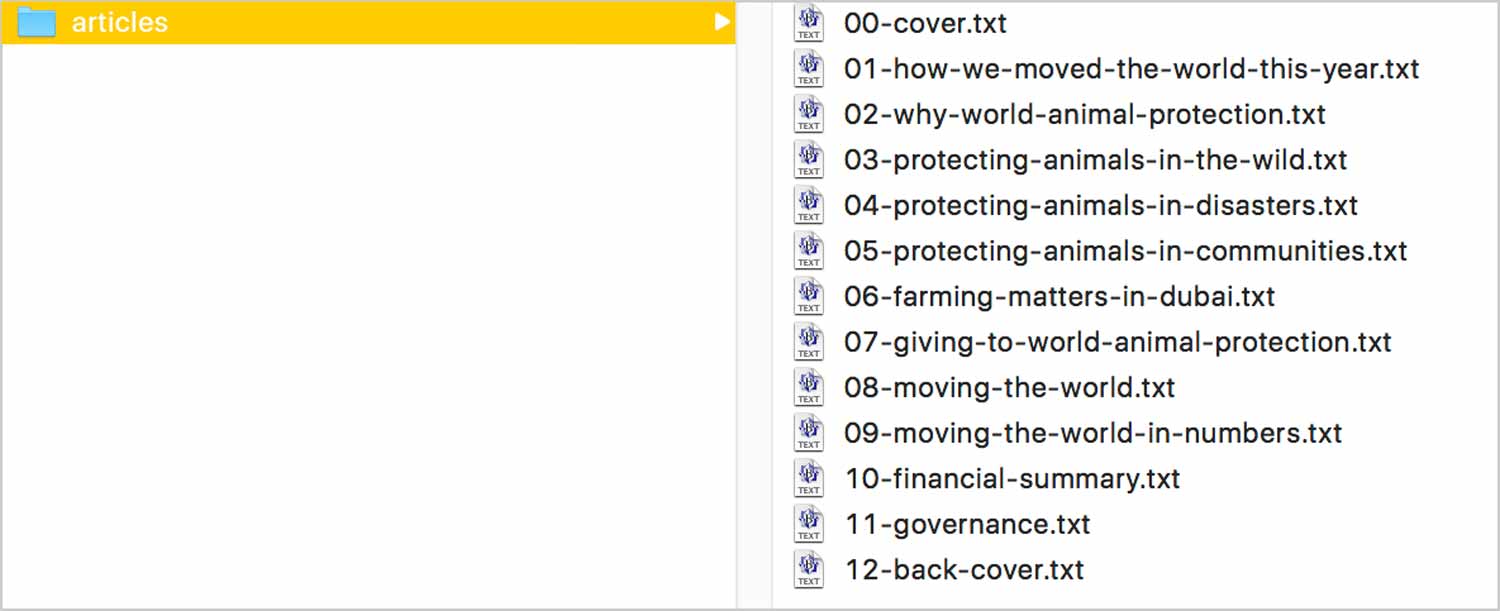 articles
00-cover.txt
01-how-we-moved-the-world-this-year.txt
02-why-world-animal-protection.txt
03-protecting-animals-in-the-wild.txt
04-protecting-animals-in-disasters.txt
05-protecting-animals-in-communities.txt
06-farming-matters-in-dubai.txt
07-giving-to-world-animal-protection.txt
08-moving-the-world.txt
09-moving-the-world-in-numbers.txt
10-financial-summary.txt
11-governance.txt
12-back-cover.txt
TEXT
TEXT
TEXT
TEXT
TEXT
TEXT
TEXT
TEXT
TEXT
TEXT
TEXT
TEXT
TEXT